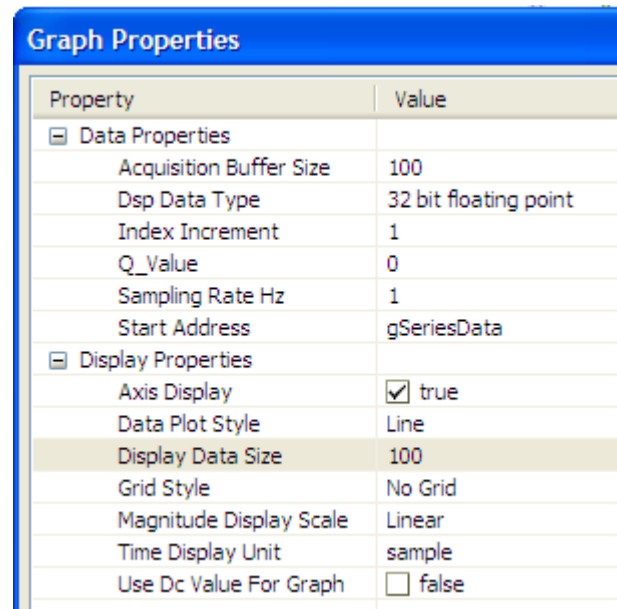 Graph Properties
Property Value
Data Properties
Acquisition Buffer Size 100
Dsp Data Type 32 bit floating point
Index Increment 1
Q_Value 0
Sampling Rate Hz 1
Start Address gSeriesData
Display Properties
Axis Display true
Data Plot Style Line
Display Data Size 100
Grid Style No Grid
Magnitude Display Scale Linear
Time Display Unit sample
Use Dc Value For Graph false